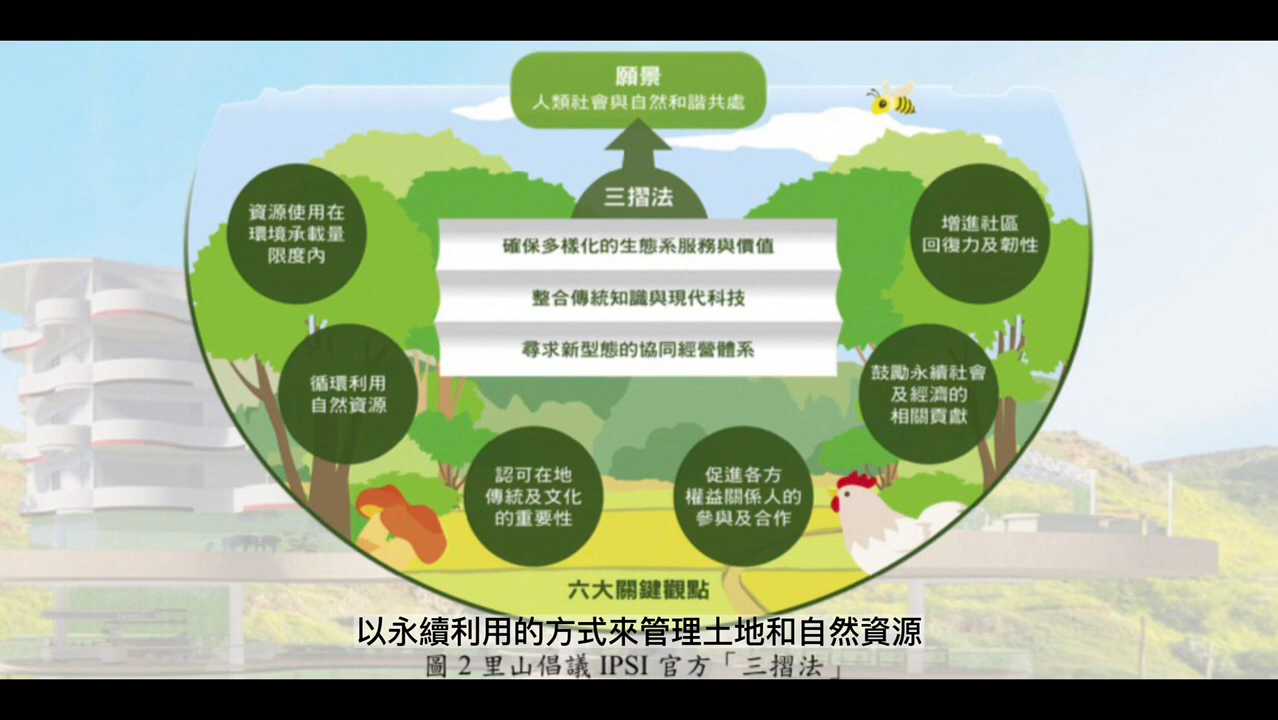 願景
人類社會與自然和諧共處
三摺法
確保多樣化的生態系服務與價值
整合傳統知識與現代科技
尋求新型態的協同經營體系
資源使用在
環境承載量
限度內
循環利用
自然資源
認可在地
傳統及文化
的重要性
促進各方
權益關係人的
參與及合作
鼓勵永續社會
及經濟的
相關貢獻
增進社區
回復力及韌性
六大關鍵觀點
以永續利用的方式來管理土地和自然資源
圖 2 里山倡議 IPSI 官方「三摺法」